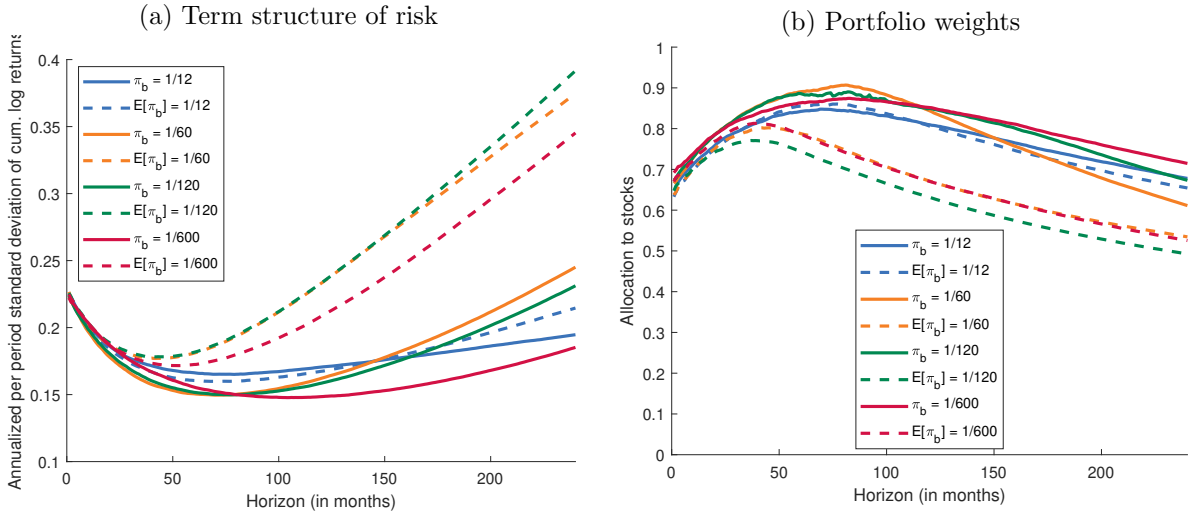 (a) Term structure of risk
Annualized per period standard deviation of cum. log returns
0.4
0.35
0.3
0.25
0.2
0.15
0.1
π_b = 1/12
E[π_b] = 1/12
π_b = 1/60
E[π_b] = 1/60
π_b = 1/120
E[π_b] = 1/120
π_b = 1/600
E[π_b] = 1/600
0 50 100 150 200
Horizon (in months)
(b) Portfolio weights
Allocation to stocks
1
0.9
0.8
0.7
0.6
0.5
0.4
0.3
0.2
0.1
0
π_b = 1/12
E[π_b] = 1/12
π_b = 1/60
E[π_b] = 1/60
π_b = 1/120
E[π_b] = 1/120
π_b = 1/600
E[π_b] = 1/600
0 50 100 150 200
Horizon (in months)